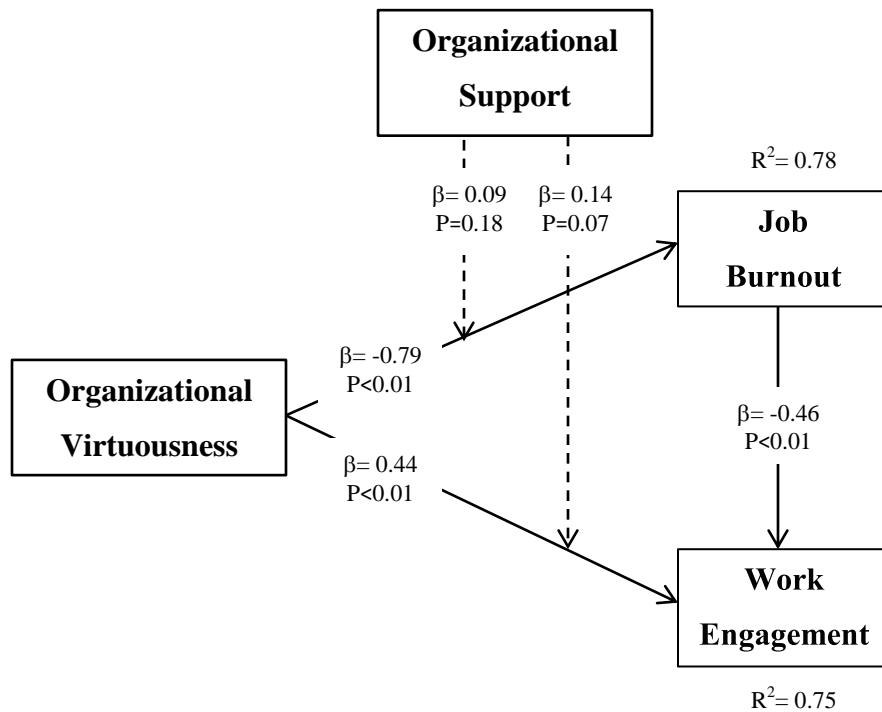 Organizational
Support
R²= 0.78
β= 0.09
P=0.18
β= 0.14
P=0.07
Job
Burnout
β= -0.79
P<0.01
Organizational
Virtuousness
β= -0.46
P<0.01
β= 0.44
P<0.01
Work
Engagement
R²= 0.75